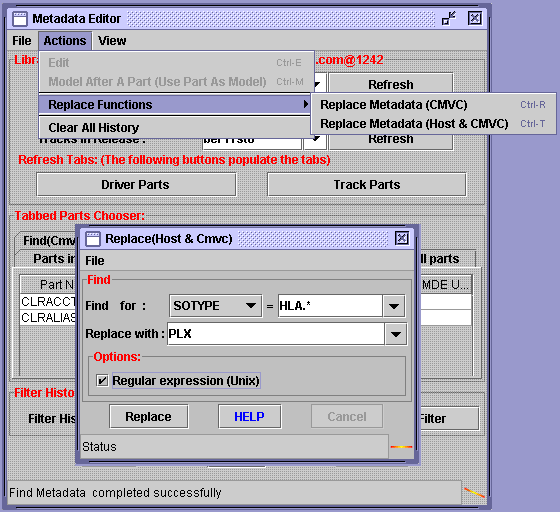 Metadata Editor
File Actions View
Libr .com@1242
Edit Ctrl-E
Model After A Part (Use Part As Model) Ctrl-M
Refresh
Replace Functions
Replace Metadata (CMVC) Ctrl-R
Replace Metadata (Host & CMVC) Ctrl-T
Clear All History
Tracks in Release :
Refresh
Refresh Tabs: (The following buttons populate the tabs)
Driver Parts Track Parts
Tabbed Parts Chooser:
Find(Cmv
Parts in ll parts
Part N MDE U...
CLRACCT
CLRALIAS
Replace(Host & Cmvc)
File
Find
Find for : SOTYPE = HLA.*
Replace with : PLX
Options:
Regular expression (Unix)
Replace HELP Cancel
Status
Filter Histo
Filter His Filter
Find Metadata completed successfully